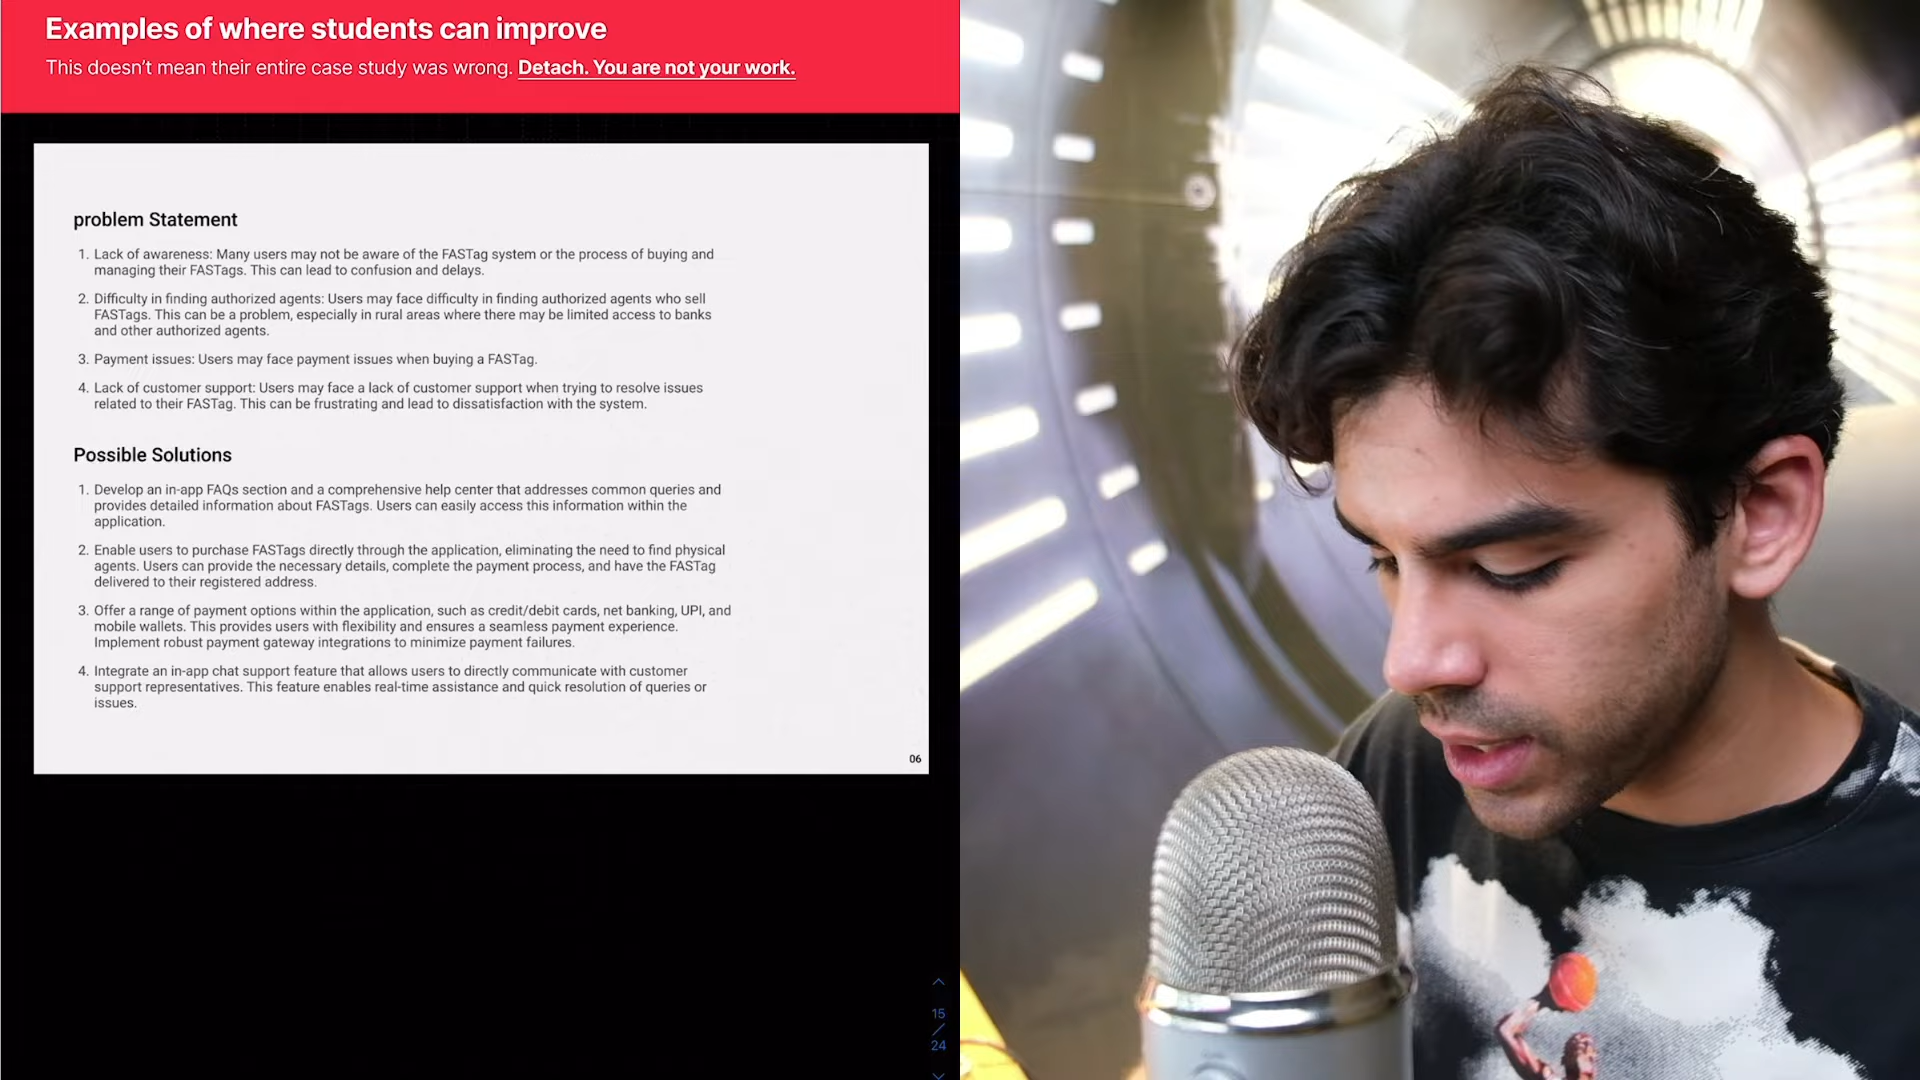 Examples of where students can improve
This doesn’t mean their entire case study was wrong. Detach. You are not your work.
problem Statement
1. Lack of awareness: Many users may not be aware of the FASTag system or the process of buying and
managing their FASTags. This can lead to confusion and delays.
2. Difficulty in finding authorized agents: Users may face difficulty in finding authorized agents who sell
FASTags. This can be a problem, especially in rural areas where there may be limited access to banks
and other authorized agents.
3. Payment issues: Users may face payment issues when buying a FASTag.
4. Lack of customer support: Users may face a lack of customer support when trying to resolve issues
related to their FASTag. This can be frustrating and lead to dissatisfaction with the system.
Possible Solutions
1. Develop an in-app FAQs section and a comprehensive help center that addresses common queries and
provides detailed information about FASTags. Users can easily access this information within the
application.
2. Enable users to purchase FASTags directly through the application, eliminating the need to find physical
agents. Users can provide the necessary details, complete the payment process, and have the FASTag
delivered to their registered address.
3. Offer a range of payment options within the application, such as credit/debit cards, net banking, UPI, and
mobile wallets. This provides users with flexibility and ensures a seamless payment experience.
Implement robust payment gateway integrations to minimize payment failures.
4. Integrate an in-app chat support feature that allows users to directly communicate with customer
support representatives. This feature enables real-time assistance and quick resolution of queries or
issues.
06
15
/
24